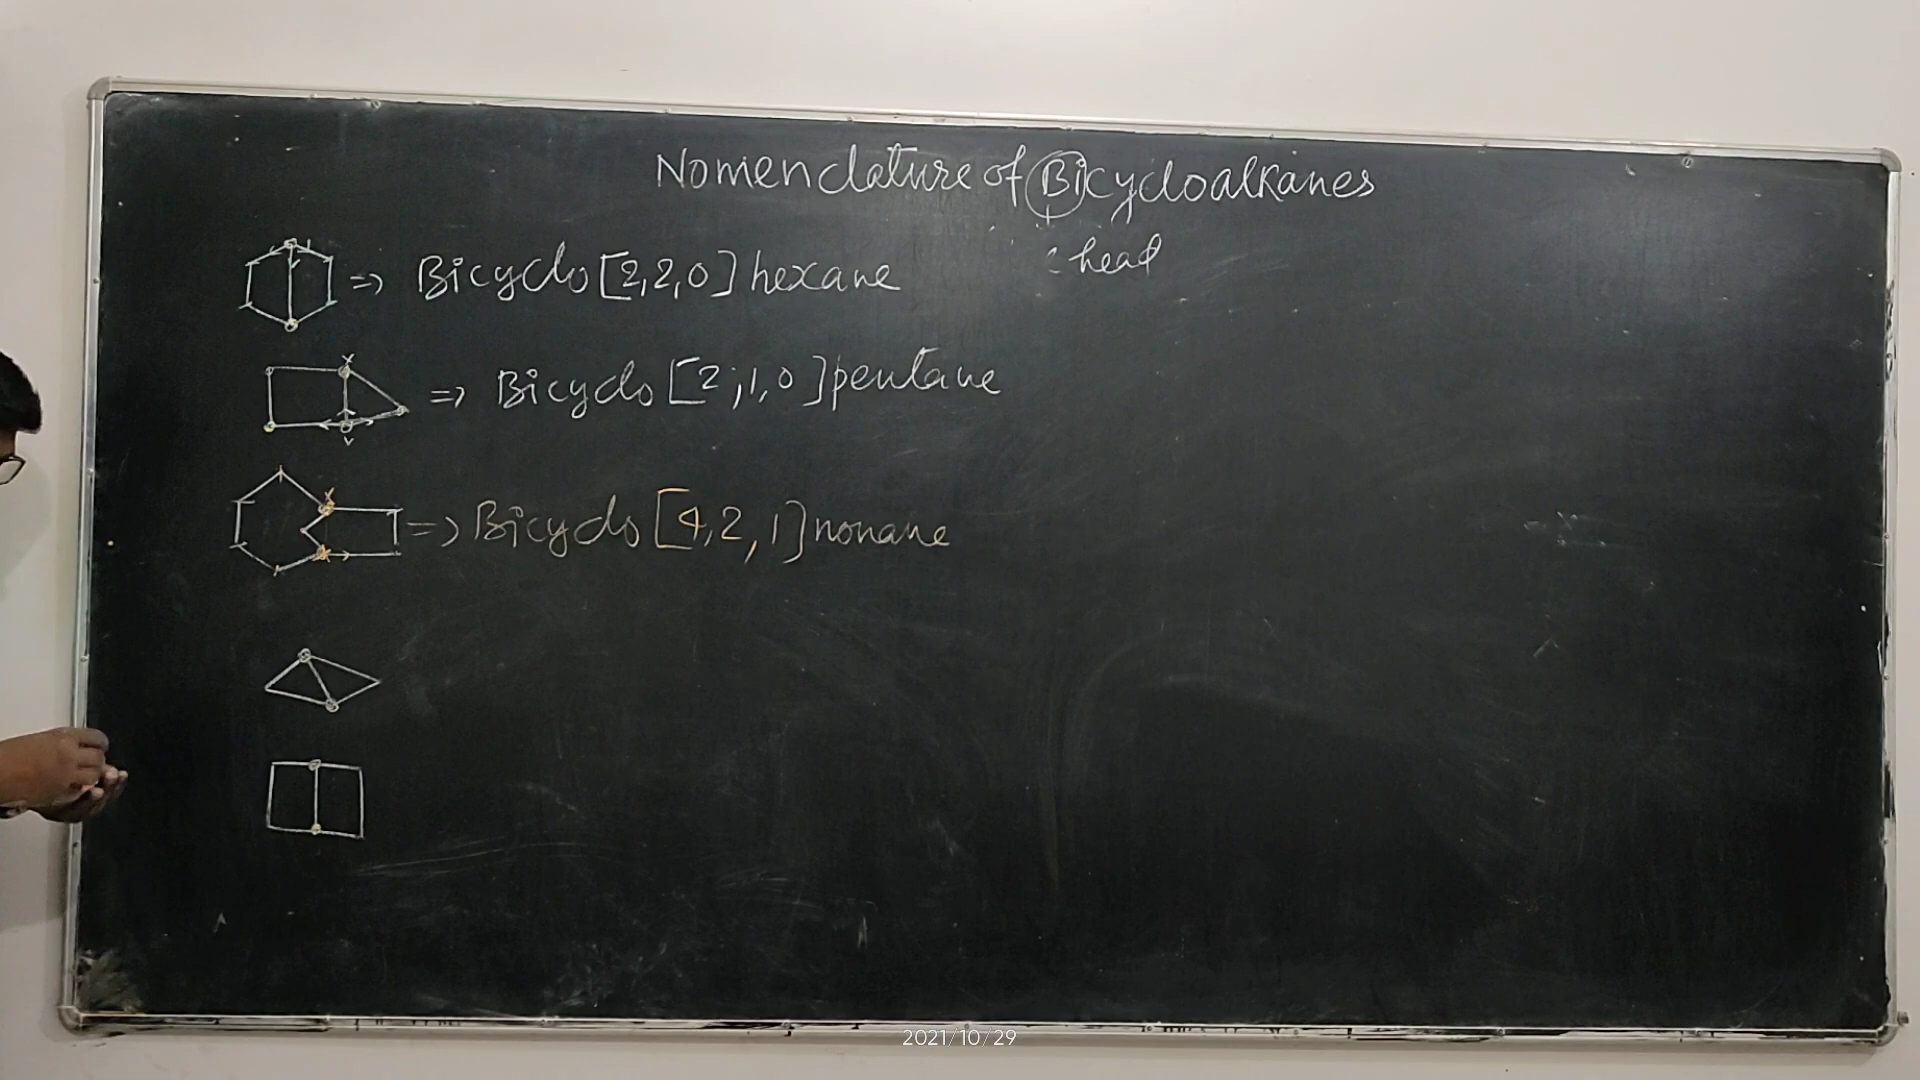 Nomenclature of Bicycloalkanes
head
=> Bicyclo [2,2,0] hexane
=> Bicyclo [2,1,0] pentane
=> Bicyclo [4,2,1] nonane
2021/10/29